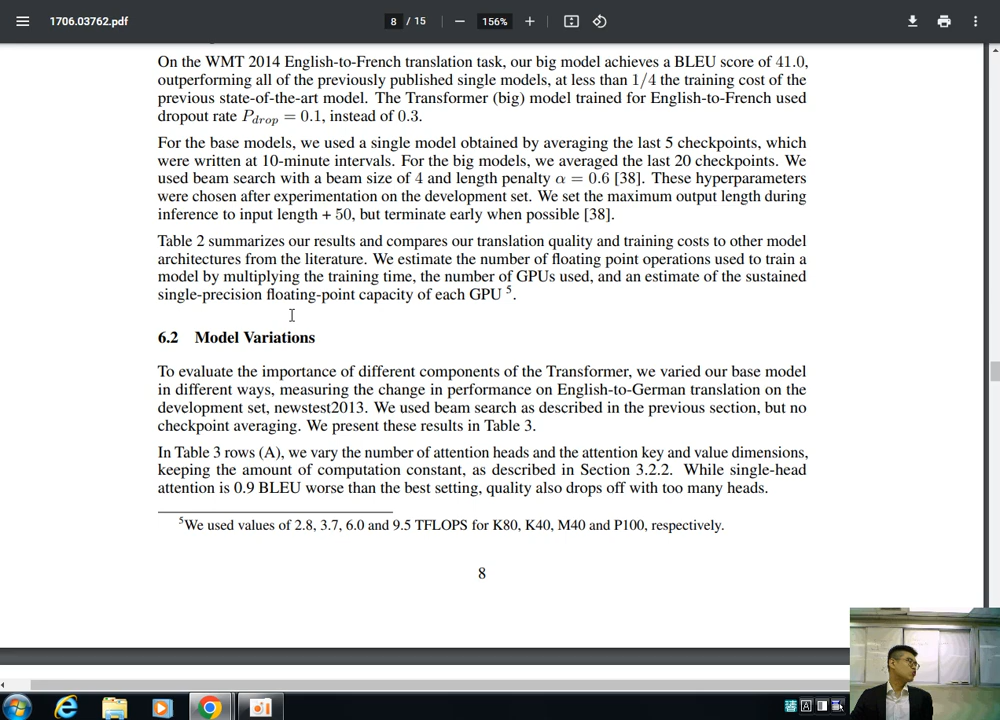 1706.03762.pdf
8 / 15
156%
On the WMT 2014 English-to-French translation task, our big model achieves a BLEU score of 41.0,
outperforming all of the previously published single models, at less than 1/4 the training cost of the
previous state-of-the-art model. The Transformer (big) model trained for English-to-French used
dropout rate Pdrop = 0.1, instead of 0.3.
For the base models, we used a single model obtained by averaging the last 5 checkpoints, which
were written at 10-minute intervals. For the big models, we averaged the last 20 checkpoints. We
used beam search with a beam size of 4 and length penalty α = 0.6 [38]. These hyperparameters
were chosen after experimentation on the development set. We set the maximum output length during
inference to input length + 50, but terminate early when possible [38].
Table 2 summarizes our results and compares our translation quality and training costs to other model
architectures from the literature. We estimate the number of floating point operations used to train a
model by multiplying the training time, the number of GPUs used, and an estimate of the sustained
single-precision floating-point capacity of each GPU 5.
6.2 Model Variations
To evaluate the importance of different components of the Transformer, we varied our base model
in different ways, measuring the change in performance on English-to-German translation on the
development set, newstest2013. We used beam search as described in the previous section, but no
checkpoint averaging. We present these results in Table 3.
In Table 3 rows (A), we vary the number of attention heads and the attention key and value dimensions,
keeping the amount of computation constant, as described in Section 3.2.2. While single-head
attention is 0.9 BLEU worse than the best setting, quality also drops off with too many heads.
5We used values of 2.8, 3.7, 6.0 and 9.5 TFLOPS for K80, K40, M40 and P100, respectively.
8
A